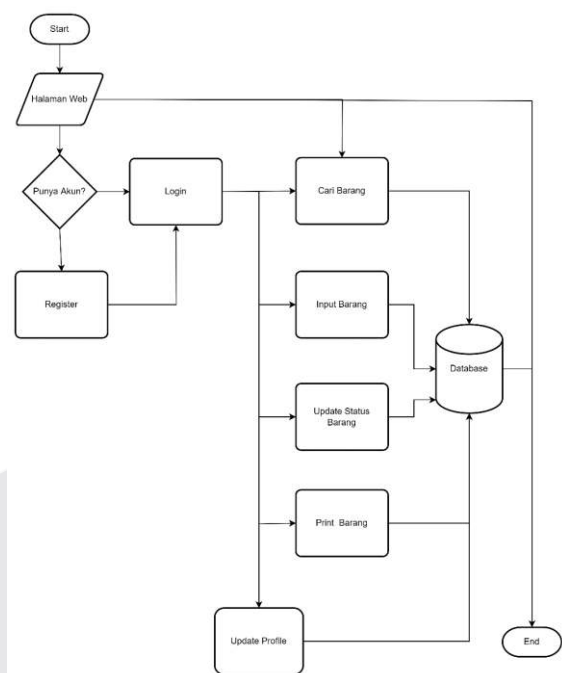 Start
Halaman Web
Punya Akun?
Login
Cari Barang
Register
Input Barang
Database
Update Status
Barang
Print Barang
Update Profile
End